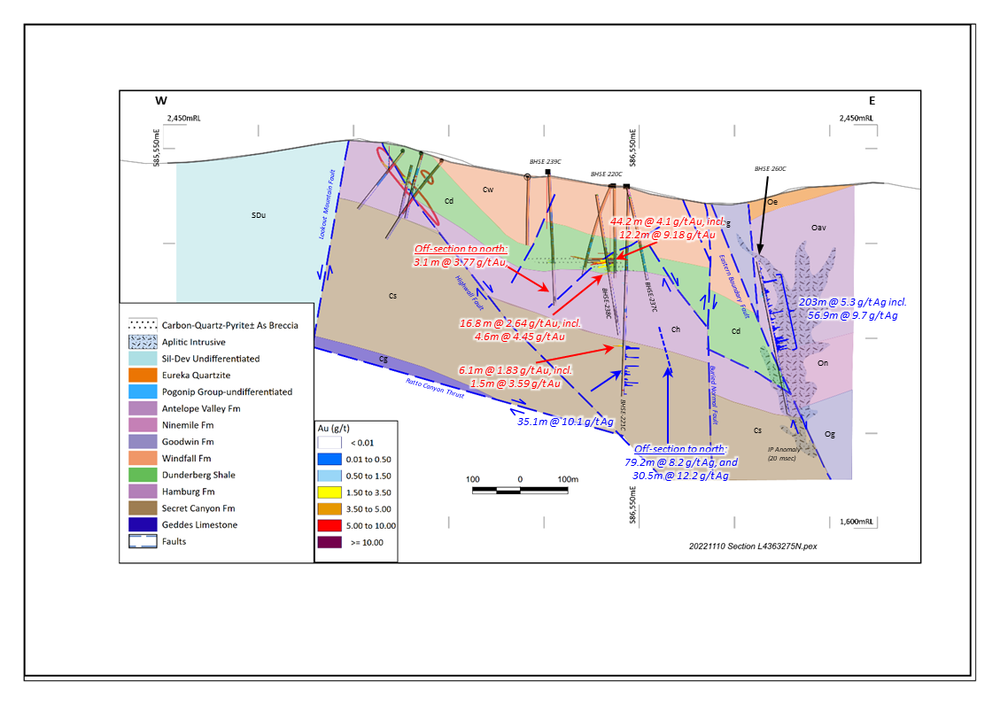 W
E
2,450mRL
2,450mRL
585,550mE
586,550mE
BHSE 239C
BHSE 220C
BHSE 260C
Oe
Oav
Cw
Cd
SDu
g
44.2 m @ 4.1 g/t Au, incl.
12.2m @ 9.18 g/t Au
Off-section to north:
3.1 m @ 3.77 g/t Au,
Lookout Mountain Fault
Eastern Boundary Fault
Highwall Fault
BHSE-238C
BHSE-237C
Cs
203m @ 5.3 g/t Ag incl.
56.9m @ 9.7 g/t Ag
16.8 m @ 2.64 g/t Au, incl.
4.6m @ 4.45 g/t Au
Ch
Cd
Cg
On
6.1m @ 1.83 g/t Au, incl.
1.5m @ 3.59 g/t Au
Ratto Canyon Thrust
Buried Normal Fault
BHSE-221C
35.1m @ 10.1 g/t Ag
Cs
Og
IP Anomaly
(20 msec)
Off-section to north:
79.2m @ 8.2 g/t Ag, and
30.5m @ 12.2 g/t Ag
Carbon-Quartz-Pyrite± As Breccia
Aplitic Intrusive
Sil-Dev Undifferentiated
Eureka Quartzite
Pogonip Group-undifferentiated
Antelope Valley Fm
Ninemile Fm
Goodwin Fm
Windfall Fm
Dunderberg Shale
Hamburg Fm
Secret Canyon Fm
Geddes Limestone
Faults
Au (g/t)
< 0.01
0.01 to 0.50
0.50 to 1.50
1.50 to 3.50
3.50 to 5.00
5.00 to 10.00
>= 10.00
100 0 100m
586,550mE
1,600mRL
20221110 Section L4363275N.pex